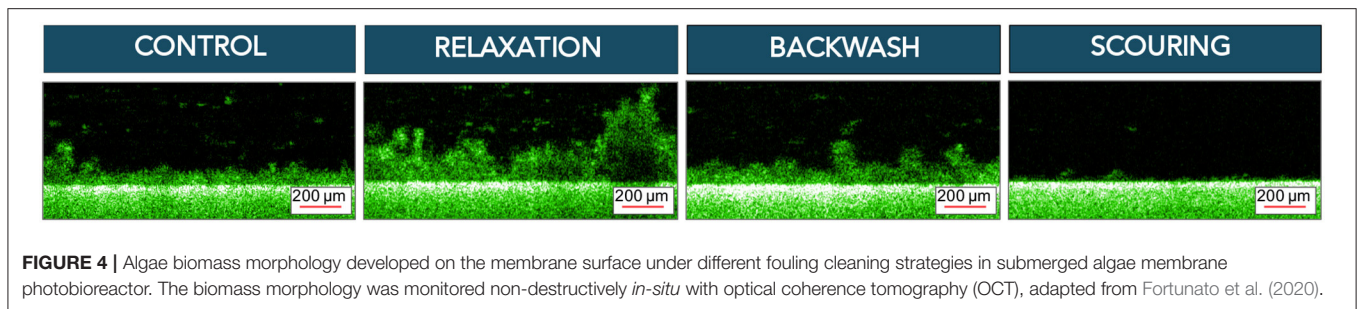 CONTROL
RELAXATION
BACKWASH
SCOURING
200 µm
200 µm
200 µm
200 µm
FIGURE 4 | Algae biomass morphology developed on the membrane surface under different fouling cleaning strategies in submerged algae membrane
photobioreactor. The biomass morphology was monitored non-destructively in-situ with optical coherence tomography (OCT), adapted from Fortunato et al. (2020).